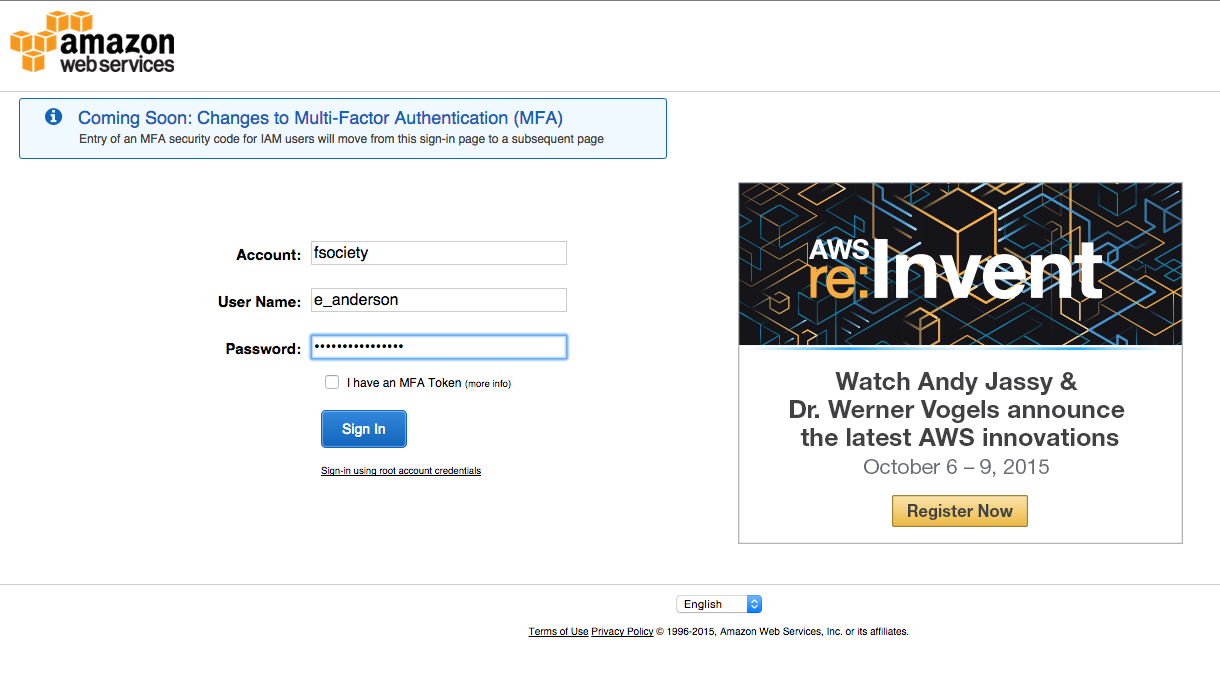 amazon
web services
Coming Soon: Changes to Multi-Factor Authentication (MFA)
Entry of an MFA security code for IAM users will move from this sign-in page to a subsequent page
Account: fsociety
User Name: e_anderson
Password: ••••••••••••••••
I have an MFA Token (more info)
Sign In
Sign-in using root account credentials
AWS
re:Invent
Watch Andy Jassy &
Dr. Werner Vogels announce
the latest AWS innovations
October 6 – 9, 2015
Register Now
English
Terms of Use Privacy Policy © 1996-2015, Amazon Web Services, Inc. or its affiliates.